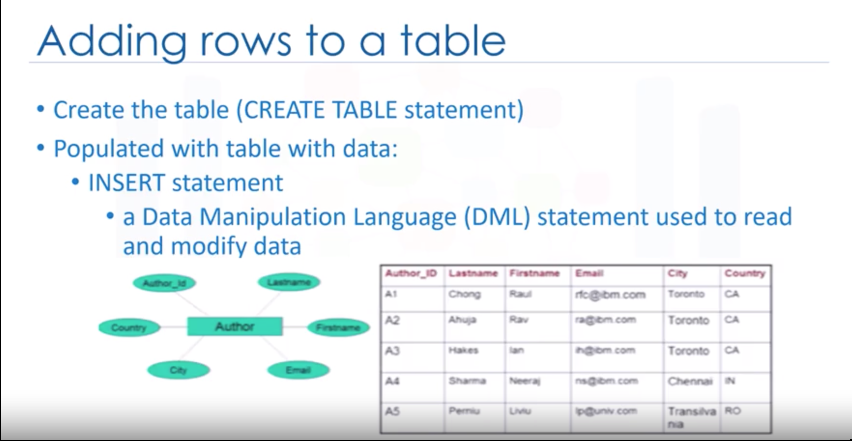 Adding rows to a table
• Create the table (CREATE TABLE statement)
• Populated with table with data:
• INSERT statement
• a Data Manipulation Language (DML) statement used to read
and modify data
Author_Id
Lastname
Country
Author
Firstname
City
Email
Author_ID Lastname Firstname Email City Country
A1 Chong Raul rfc@ibm.com Toronto CA
A2 Ahuja Rav ra@ibm.com Toronto CA
A3 Hakes Ian ih@ibm.com Toronto CA
A4 Sharma Neeraj ns@ibm.com Chennai IN
A5 Perniu Liviu lp@univ.com Transilva RO
nia